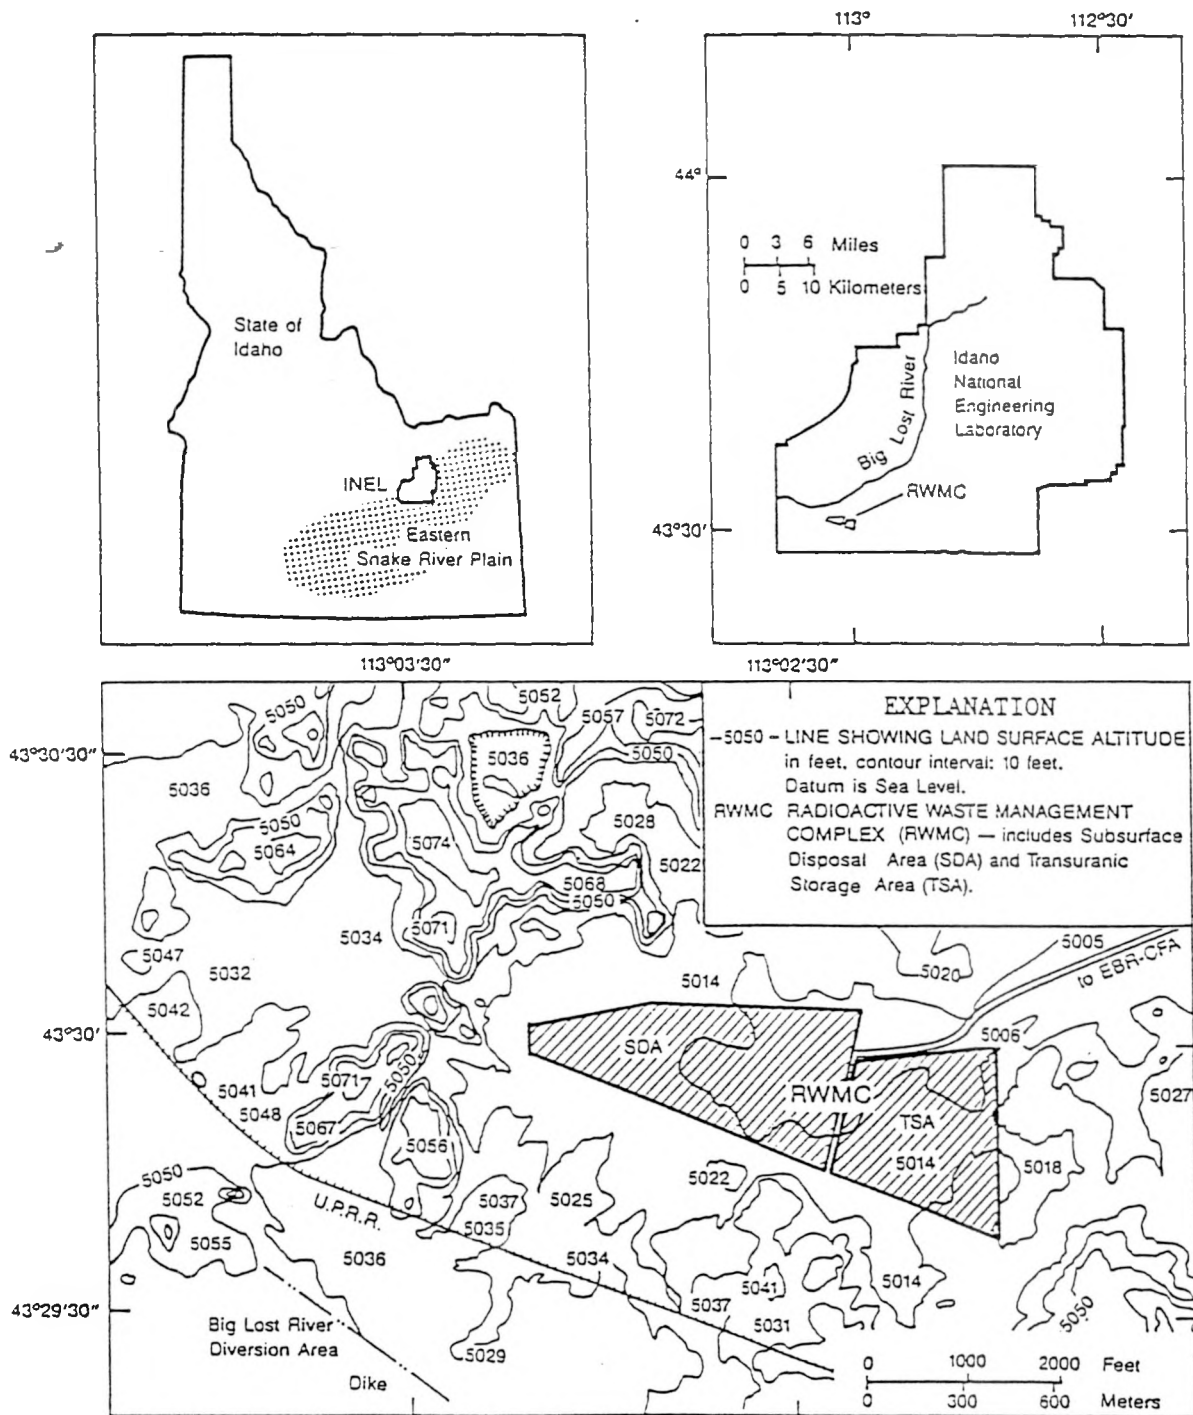 113°
112°30'
44°
0 3 6 Miles
0 5 10 Kilometers
State of
Idaho
Idaho
National
Engineering
Laboratory
Big Lost River
RWMC
43°30'
INEL
Eastern
Snake River Plain
113°03'30"
113°02'30"
EXPLANATION
-5050- LINE SHOWING LAND SURFACE ALTITUDE
in feet, contour interval: 10 feet.
Datum is Sea Level.
RWMC RADIOACTIVE WASTE MANAGEMENT
COMPLEX (RWMC) — includes Subsurface
Disposal Area (SDA) and Transuranic
Storage Area (TSA).
43°30'30"
5050
5052
5057
5072
5036
5036
5050
5050
5064
5074
5028
5022
5068
5050
5071
5034
5047
5032
5042
5014
5020
5005
to EBR-CFA
43°30'
5006
SDA
RWMC
TSA
5014
5027
5018
5041
5048
5071
5050
5067
5056
5050
5052
5055
U.P.R.R.
5037
5035
5025
5022
5036
5034
5041
5037
5031
5014
5050
5029
43°29'30"
Big Lost River
Diversion Area
Dike
0 1000 2000 Feet
0 300 600 Meters